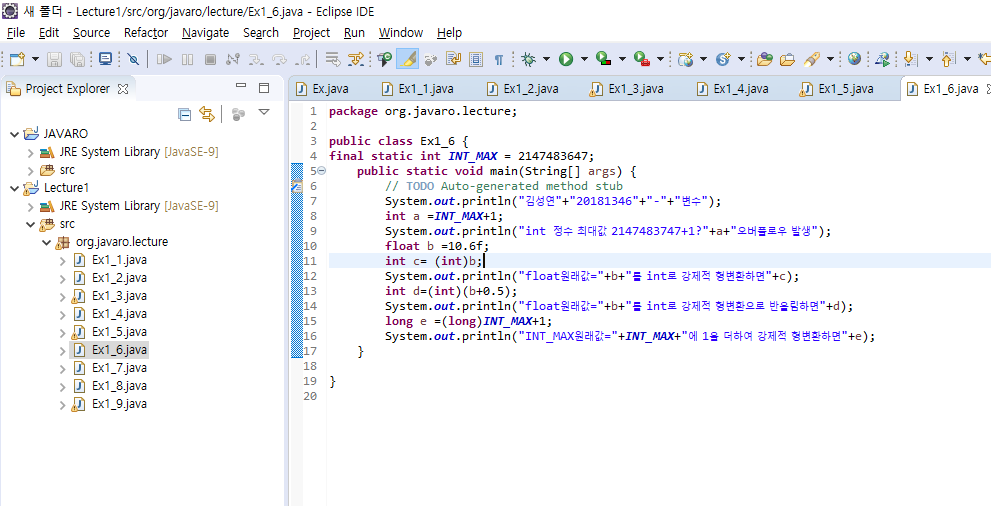 새 폴더 - Lecture1/src/org/javaro/lecture/Ex1_6.java - Eclipse IDE
File Edit Source Refactor Navigate Search Project Run Window Help
Project Explorer
Ex.java Ex1_1.java Ex1_2.java Ex1_3.java Ex1_4.java Ex1_5.java Ex1_6.java
JAVARO
JRE System Library [JavaSE-9]
src
Lecture1
JRE System Library [JavaSE-9]
src
org.javaro.lecture
Ex1_1.java
Ex1_2.java
Ex1_3.java
Ex1_4.java
Ex1_5.java
Ex1_6.java
Ex1_7.java
Ex1_8.java
Ex1_9.java
1 package org.javaro.lecture;
2
3 public class Ex1_6 {
4 final static int INT_MAX = 2147483647;
5 public static void main(String[] args) {
6 // TODO Auto-generated method stub
7 System.out.println("김성연"+"20181346"+"-"+"변수");
8 int a =INT_MAX+1;
9 System.out.println("int 정수 최대값 2147483747+1?"+a+"오버플로우 발생");
10 float b =10.6f;
11 int c= (int)b;
12 System.out.println("float원래값="+b+"를 int로 강제적 형변환하면"+c);
13 int d=(int)(b+0.5);
14 System.out.println("float원래값="+b+"를 int로 강제적 형변환으로 반올림하면"+d);
15 long e =(long)INT_MAX+1;
16 System.out.println("INT_MAX원래값="+INT_MAX+"에 1을 더하여 강제적 형변환하면"+e);
17 }
18
19 }
20